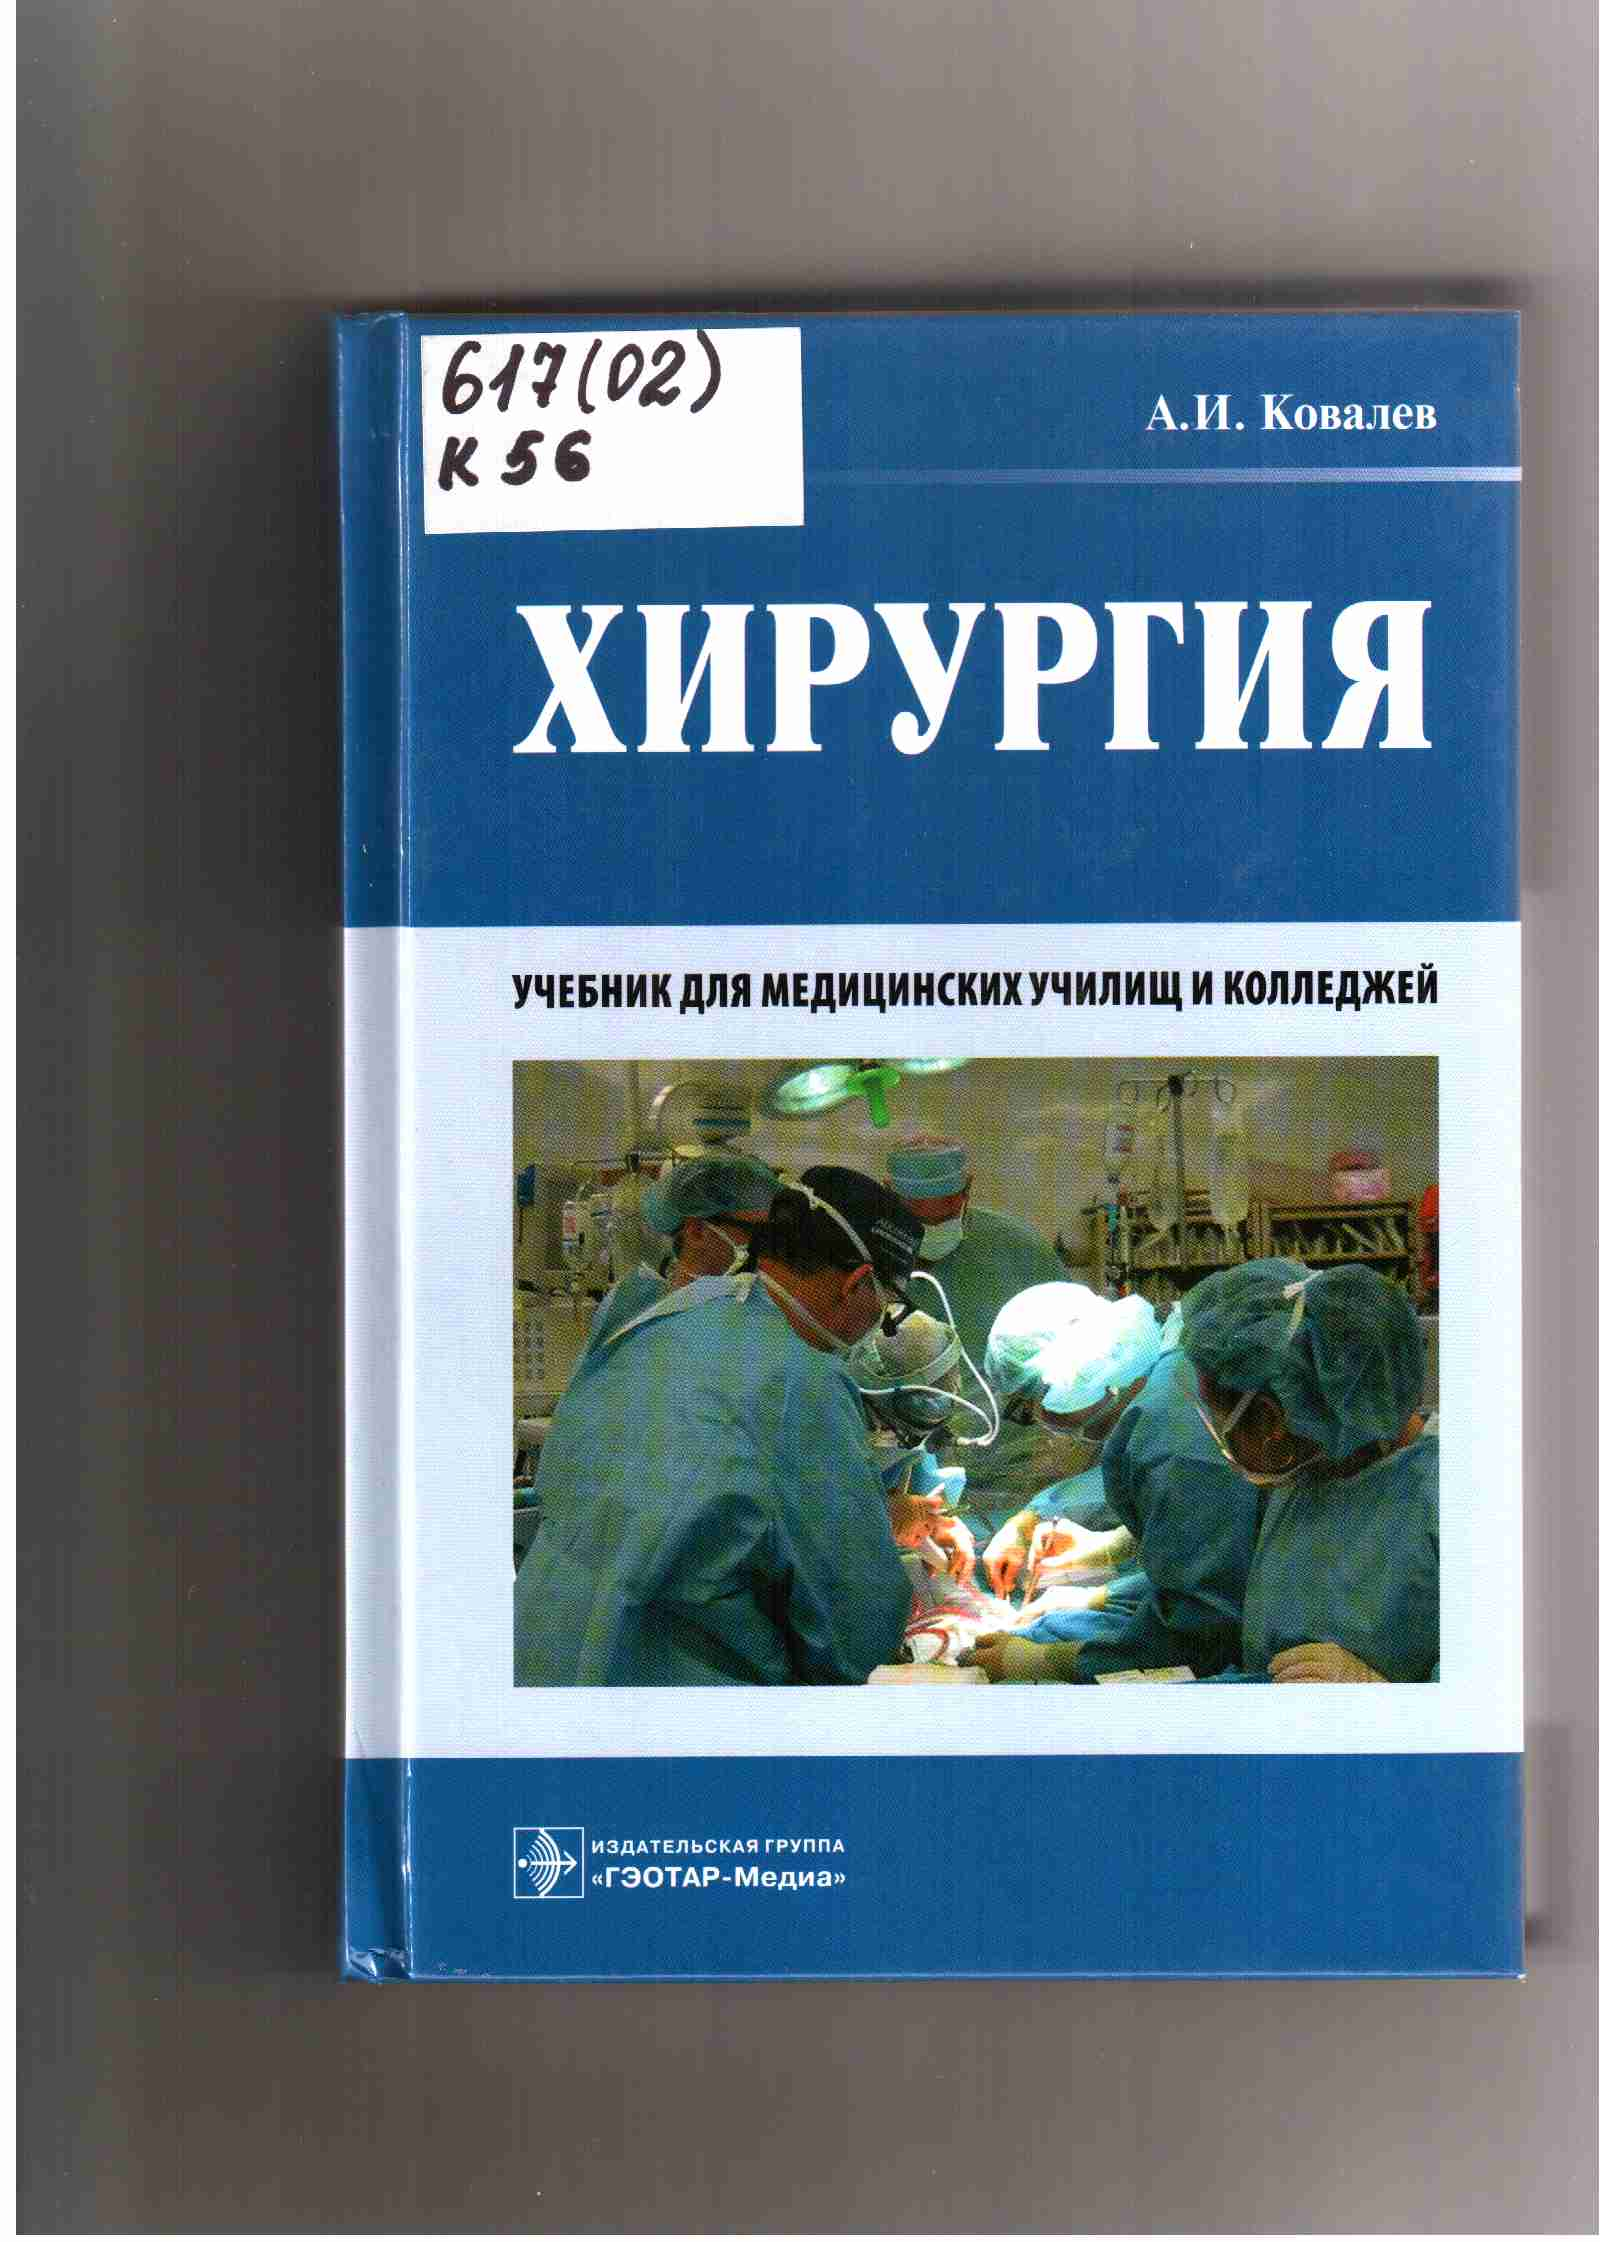 617(02)
К 56
А.И. Ковалев
ХИРУРГИЯ
УЧЕБНИК ДЛЯ МЕДИЦИНСКИХ УЧИЛИЩ И КОЛЛЕДЖЕЙ
ИЗДАТЕЛЬСКАЯ ГРУППА
«ГЭОТАР-Медиа»